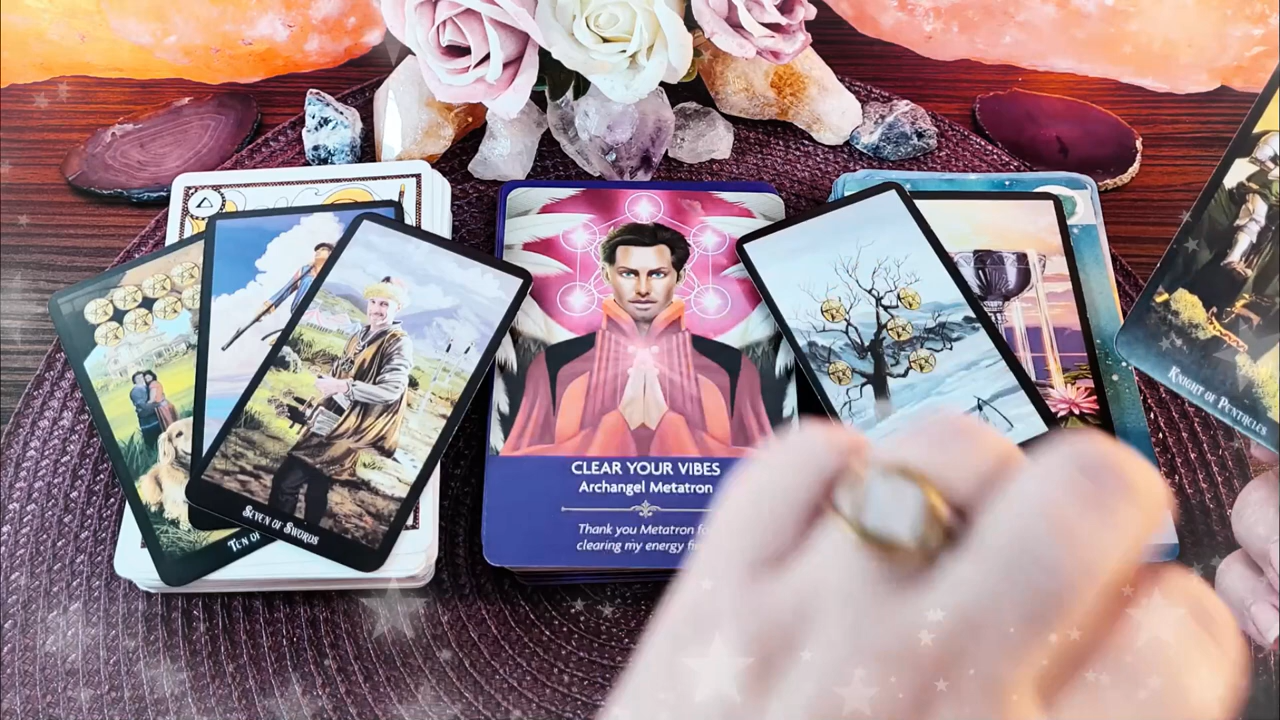 SEVEN OF SWORDS
TEN OF
CLEAR YOUR VIBES
Archangel Metatron
Thank you Metatron
clearing my energy
KNIGHT OF PENTACLES